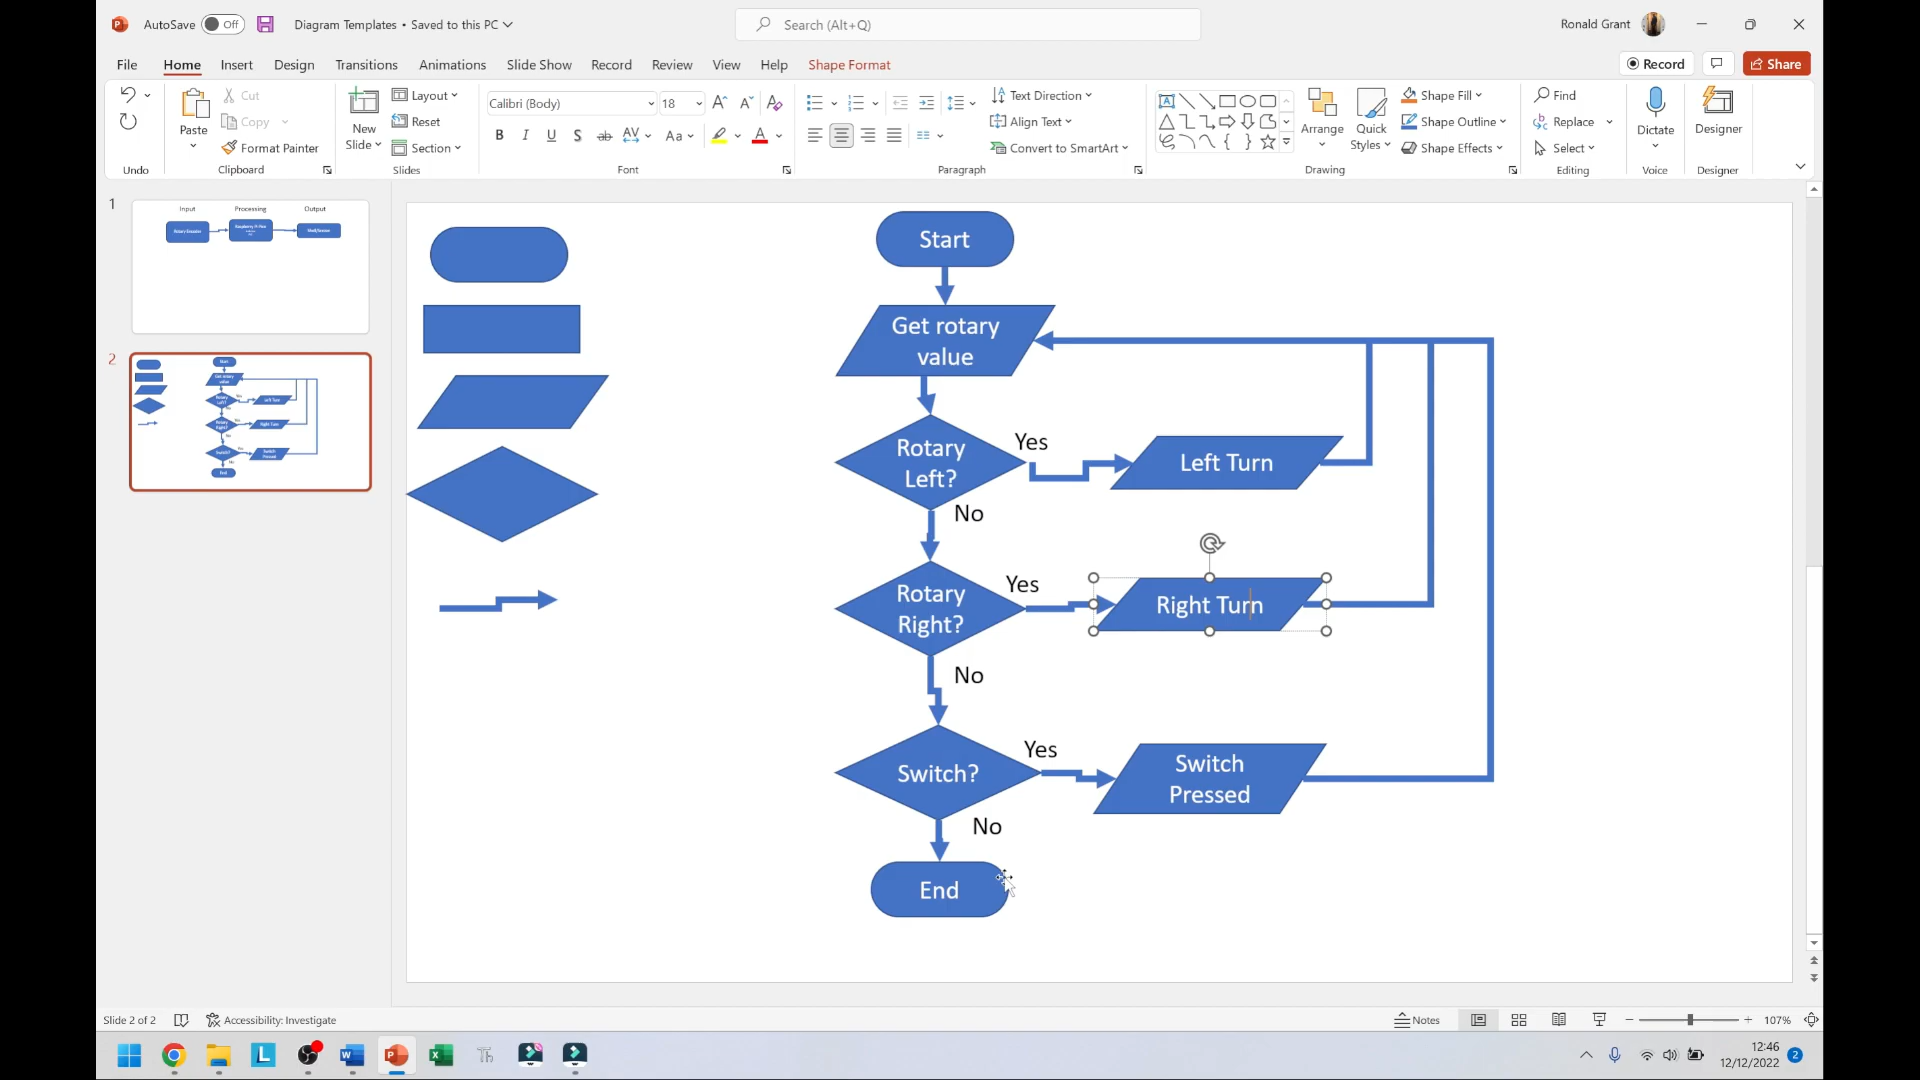 AutoSave Off Diagram Templates • Saved to this PC Search (Alt+Q) Ronald Grant
File Home Insert Design Transitions Animations Slide Show Record Review View Help Shape Format Record Share
Undo
Paste
Cut
Copy
Format Painter
Clipboard
New
Slide
Layout
Reset
Section
Slides
Calibri (Body) 18
B I U S ab AV Aa A
Font
Text Direction
Align Text
Convert to SmartArt
Paragraph
Arrange
Quick
Styles
Shape Fill
Shape Outline
Shape Effects
Drawing
Find
Replace
Select
Editing
Dictate
Voice
Designer
Designer
1
Input Processing Output
2
Start
Get rotary
value
Rotary
Left?
Yes
Left Turn
No
Rotary
Right?
Yes
Right Turn
No
Switch?
Yes
Switch
Pressed
No
End
Slide 2 of 2 Accessibility: Investigate Notes 107%
12:46
12/12/2022 2